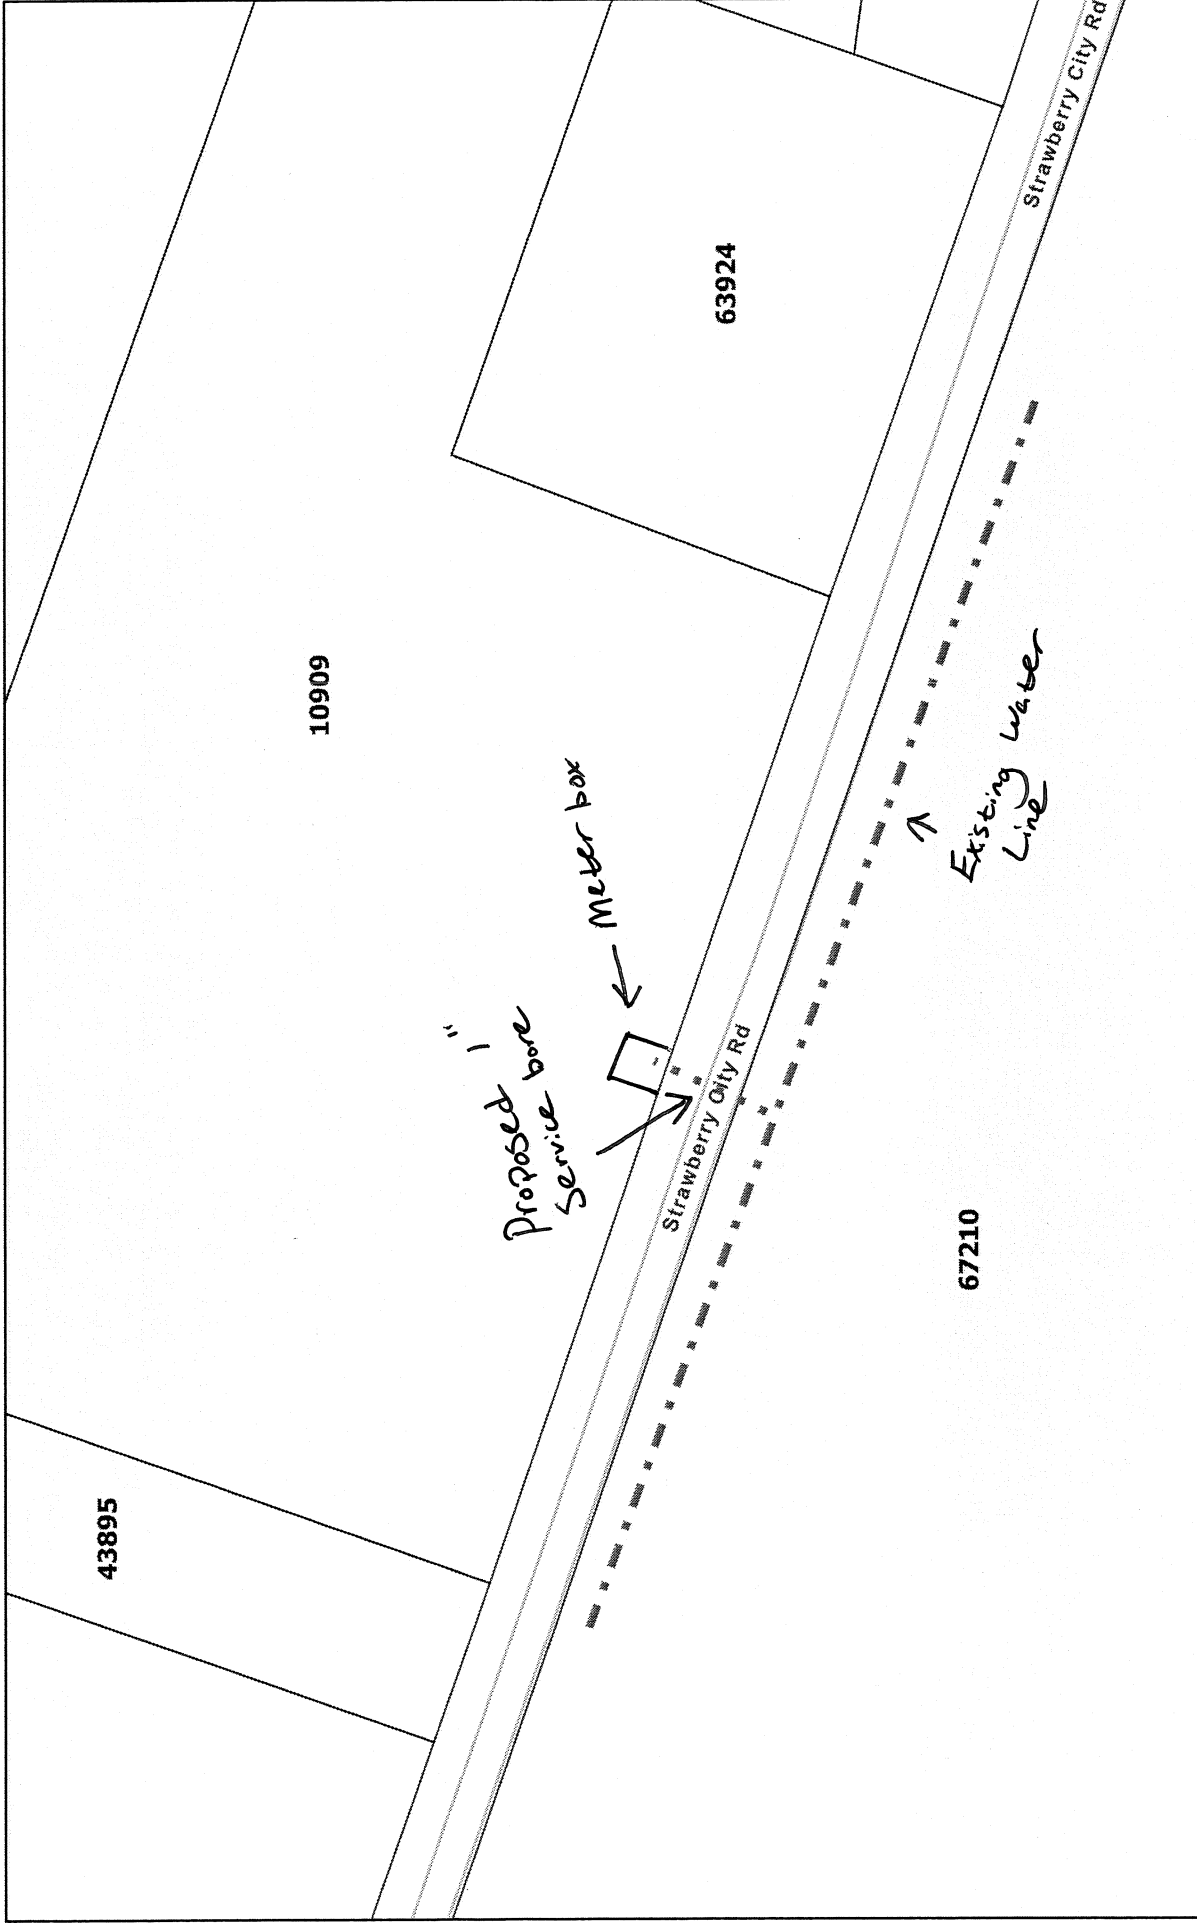 43895
10909
63924
Proposed 1"
Service bore
Meter box
Strawberry City Rd
Strawberry City Rd
Existing Water
Line
67210